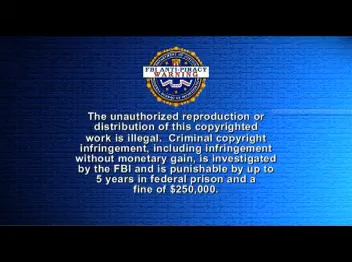 FBI ANTI-PIRACY
WARNING
The unauthorized reproduction or
distribution of this copyrighted
work is illegal. Criminal copyright
infringement, including infringement
without monetary gain, is investigated
by the FBI and is punishable by up to
5 years in federal prison and a
fine of $250,000.